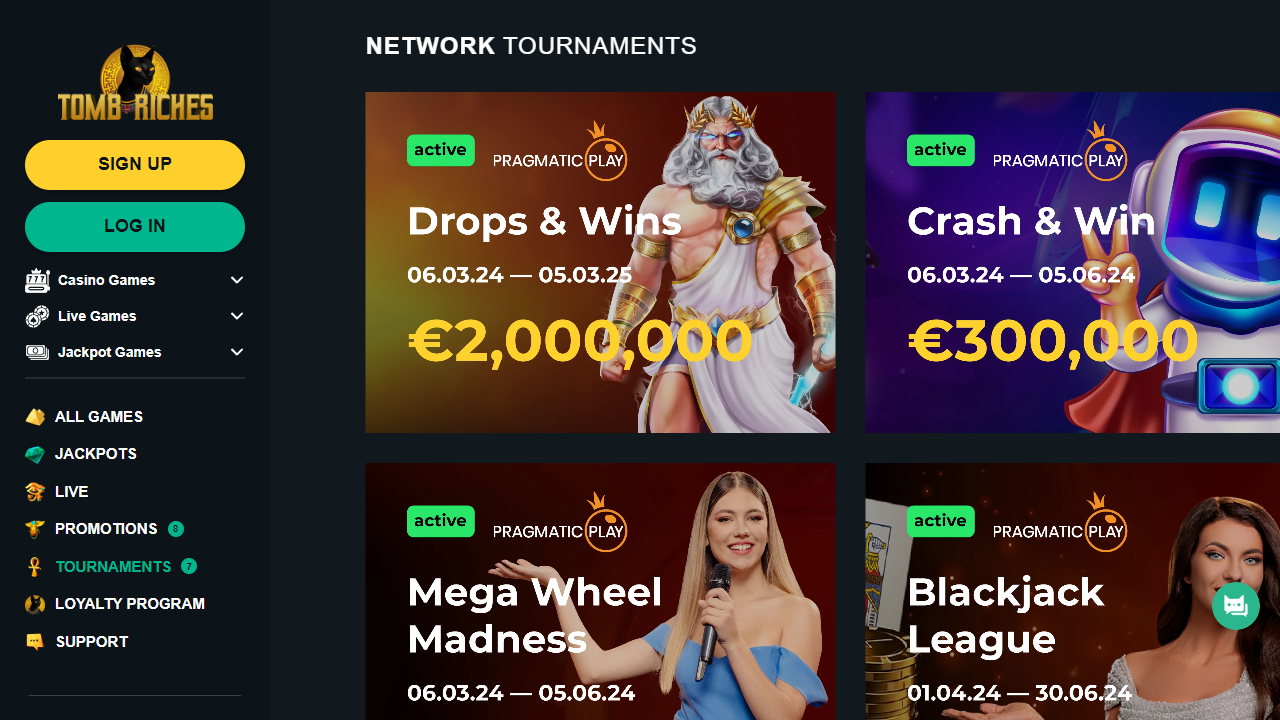 TOMB RICHES
SIGN UP
LOG IN
Casino Games
Live Games
Jackpot Games
ALL GAMES
JACKPOTS
LIVE
PROMOTIONS 8
TOURNAMENTS 7
LOYALTY PROGRAM
SUPPORT
NETWORK TOURNAMENTS
active PRAGMATIC PLAY
Drops & Wins
06.03.24 — 05.03.25
€2,000,000
active PRAGMATIC PLAY
Crash & Win
06.03.24 — 05.06.24
€300,000
active PRAGMATIC PLAY
Mega Wheel
Madness
06.03.24 — 05.06.24
active PRAGMATIC PLAY
Blackjack
League
01.04.24 — 30.06.24